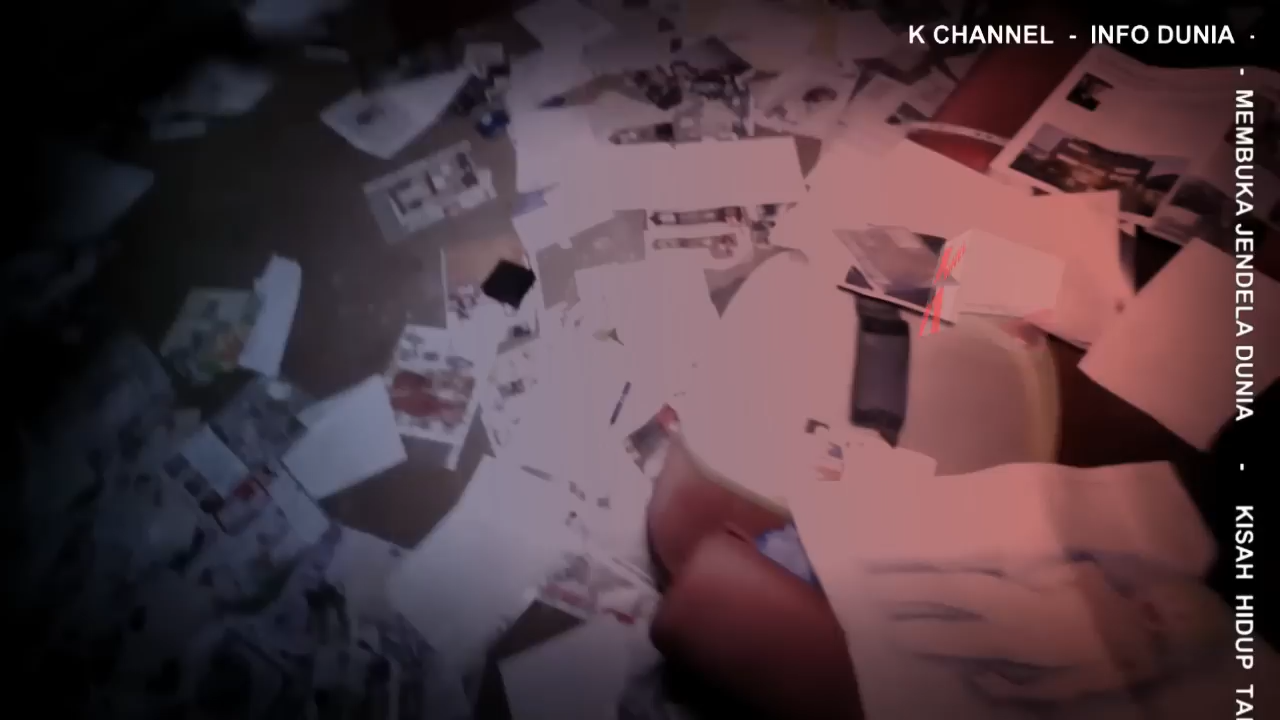 K CHANNEL - INFO DUNIA -
- MEMBUKA JENDELA DUNIA - KISAH HIDUP